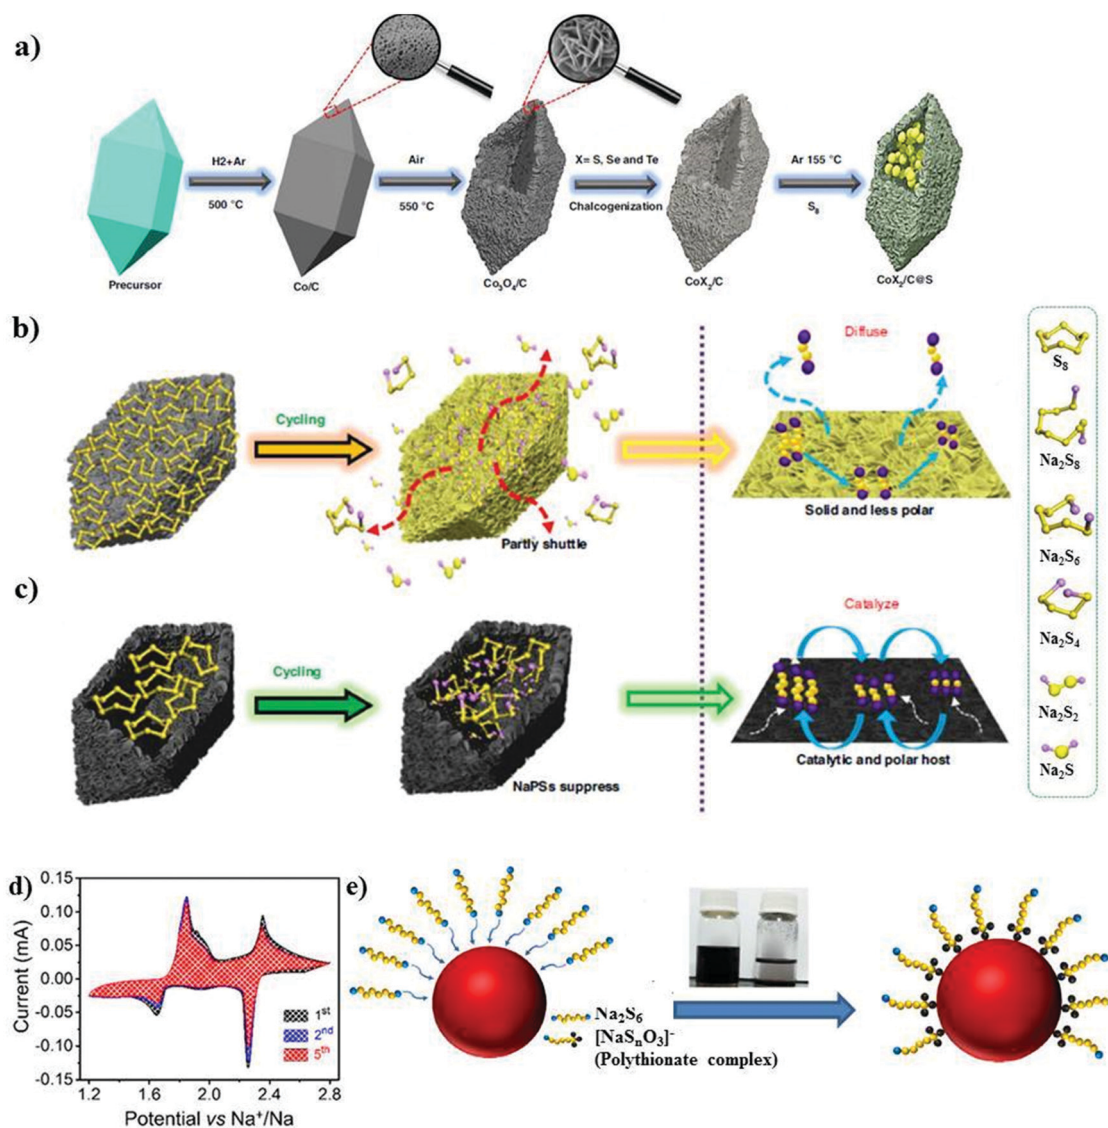 a)
H2+Ar
500 °C
Air
550 °C
X= S, Se and Te
Chalcogenization
Ar 155 °C
S₈
Precursor
Co/C
Co₃O₄/C
CoX₂/C
CoX₂/C@S
b)
Cycling
Partly shuttle
Diffuse
Solid and less polar
S₈
Na₂S₈
Na₂S₆
Na₂S₄
Na₂S₂
Na₂S
c)
Cycling
NaPSs suppress
Catalyze
Catalytic and polar host
d)
Current (mA)
0.15
0.10
0.05
0.00
-0.05
-0.10
-0.15
1st
2nd
5th
1.2 1.6 2.0 2.4 2.8
Potential vs Na⁺/Na
e)
Na₂S₆
[NaSₙO₃]⁻
(Polythionate complex)